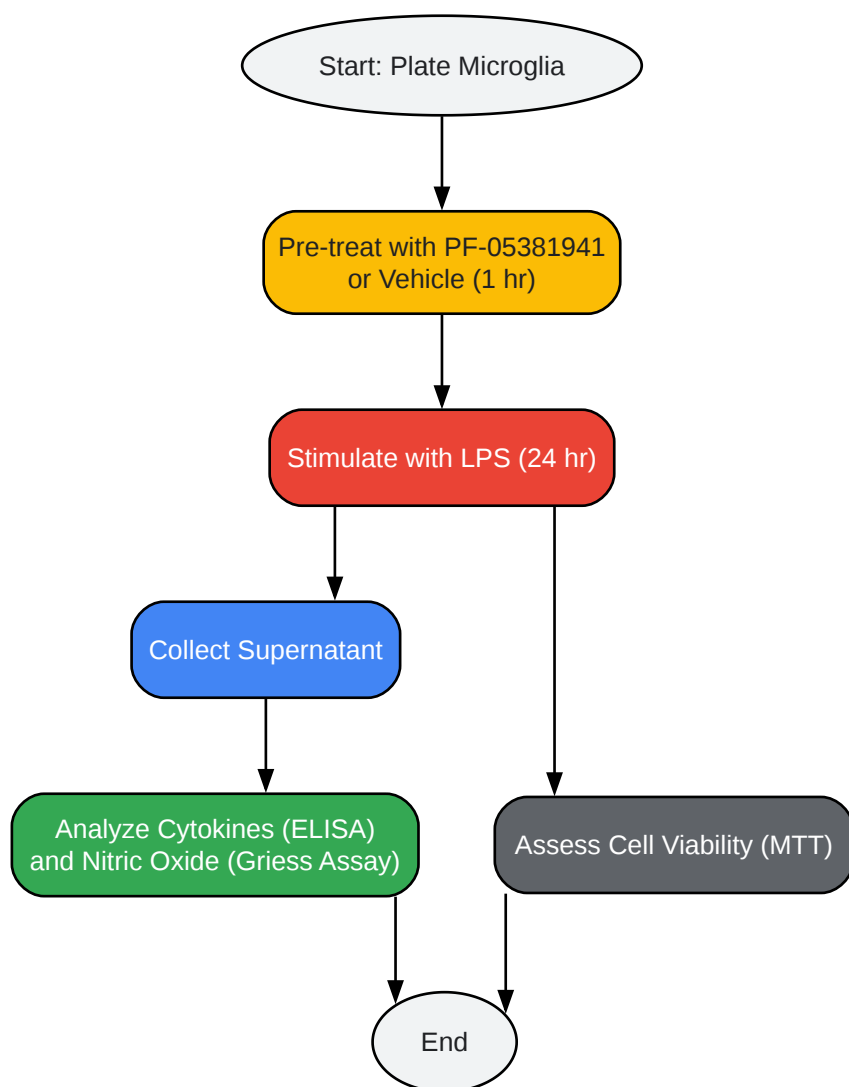 Start: Plate Microglia
Pre-treat with PF-05381941
or Vehicle (1 hr)
Stimulate with LPS (24 hr)
Collect Supernatant
Analyze Cytokines (ELISA)
and Nitric Oxide (Griess Assay)
Assess Cell Viability (MTT)
End